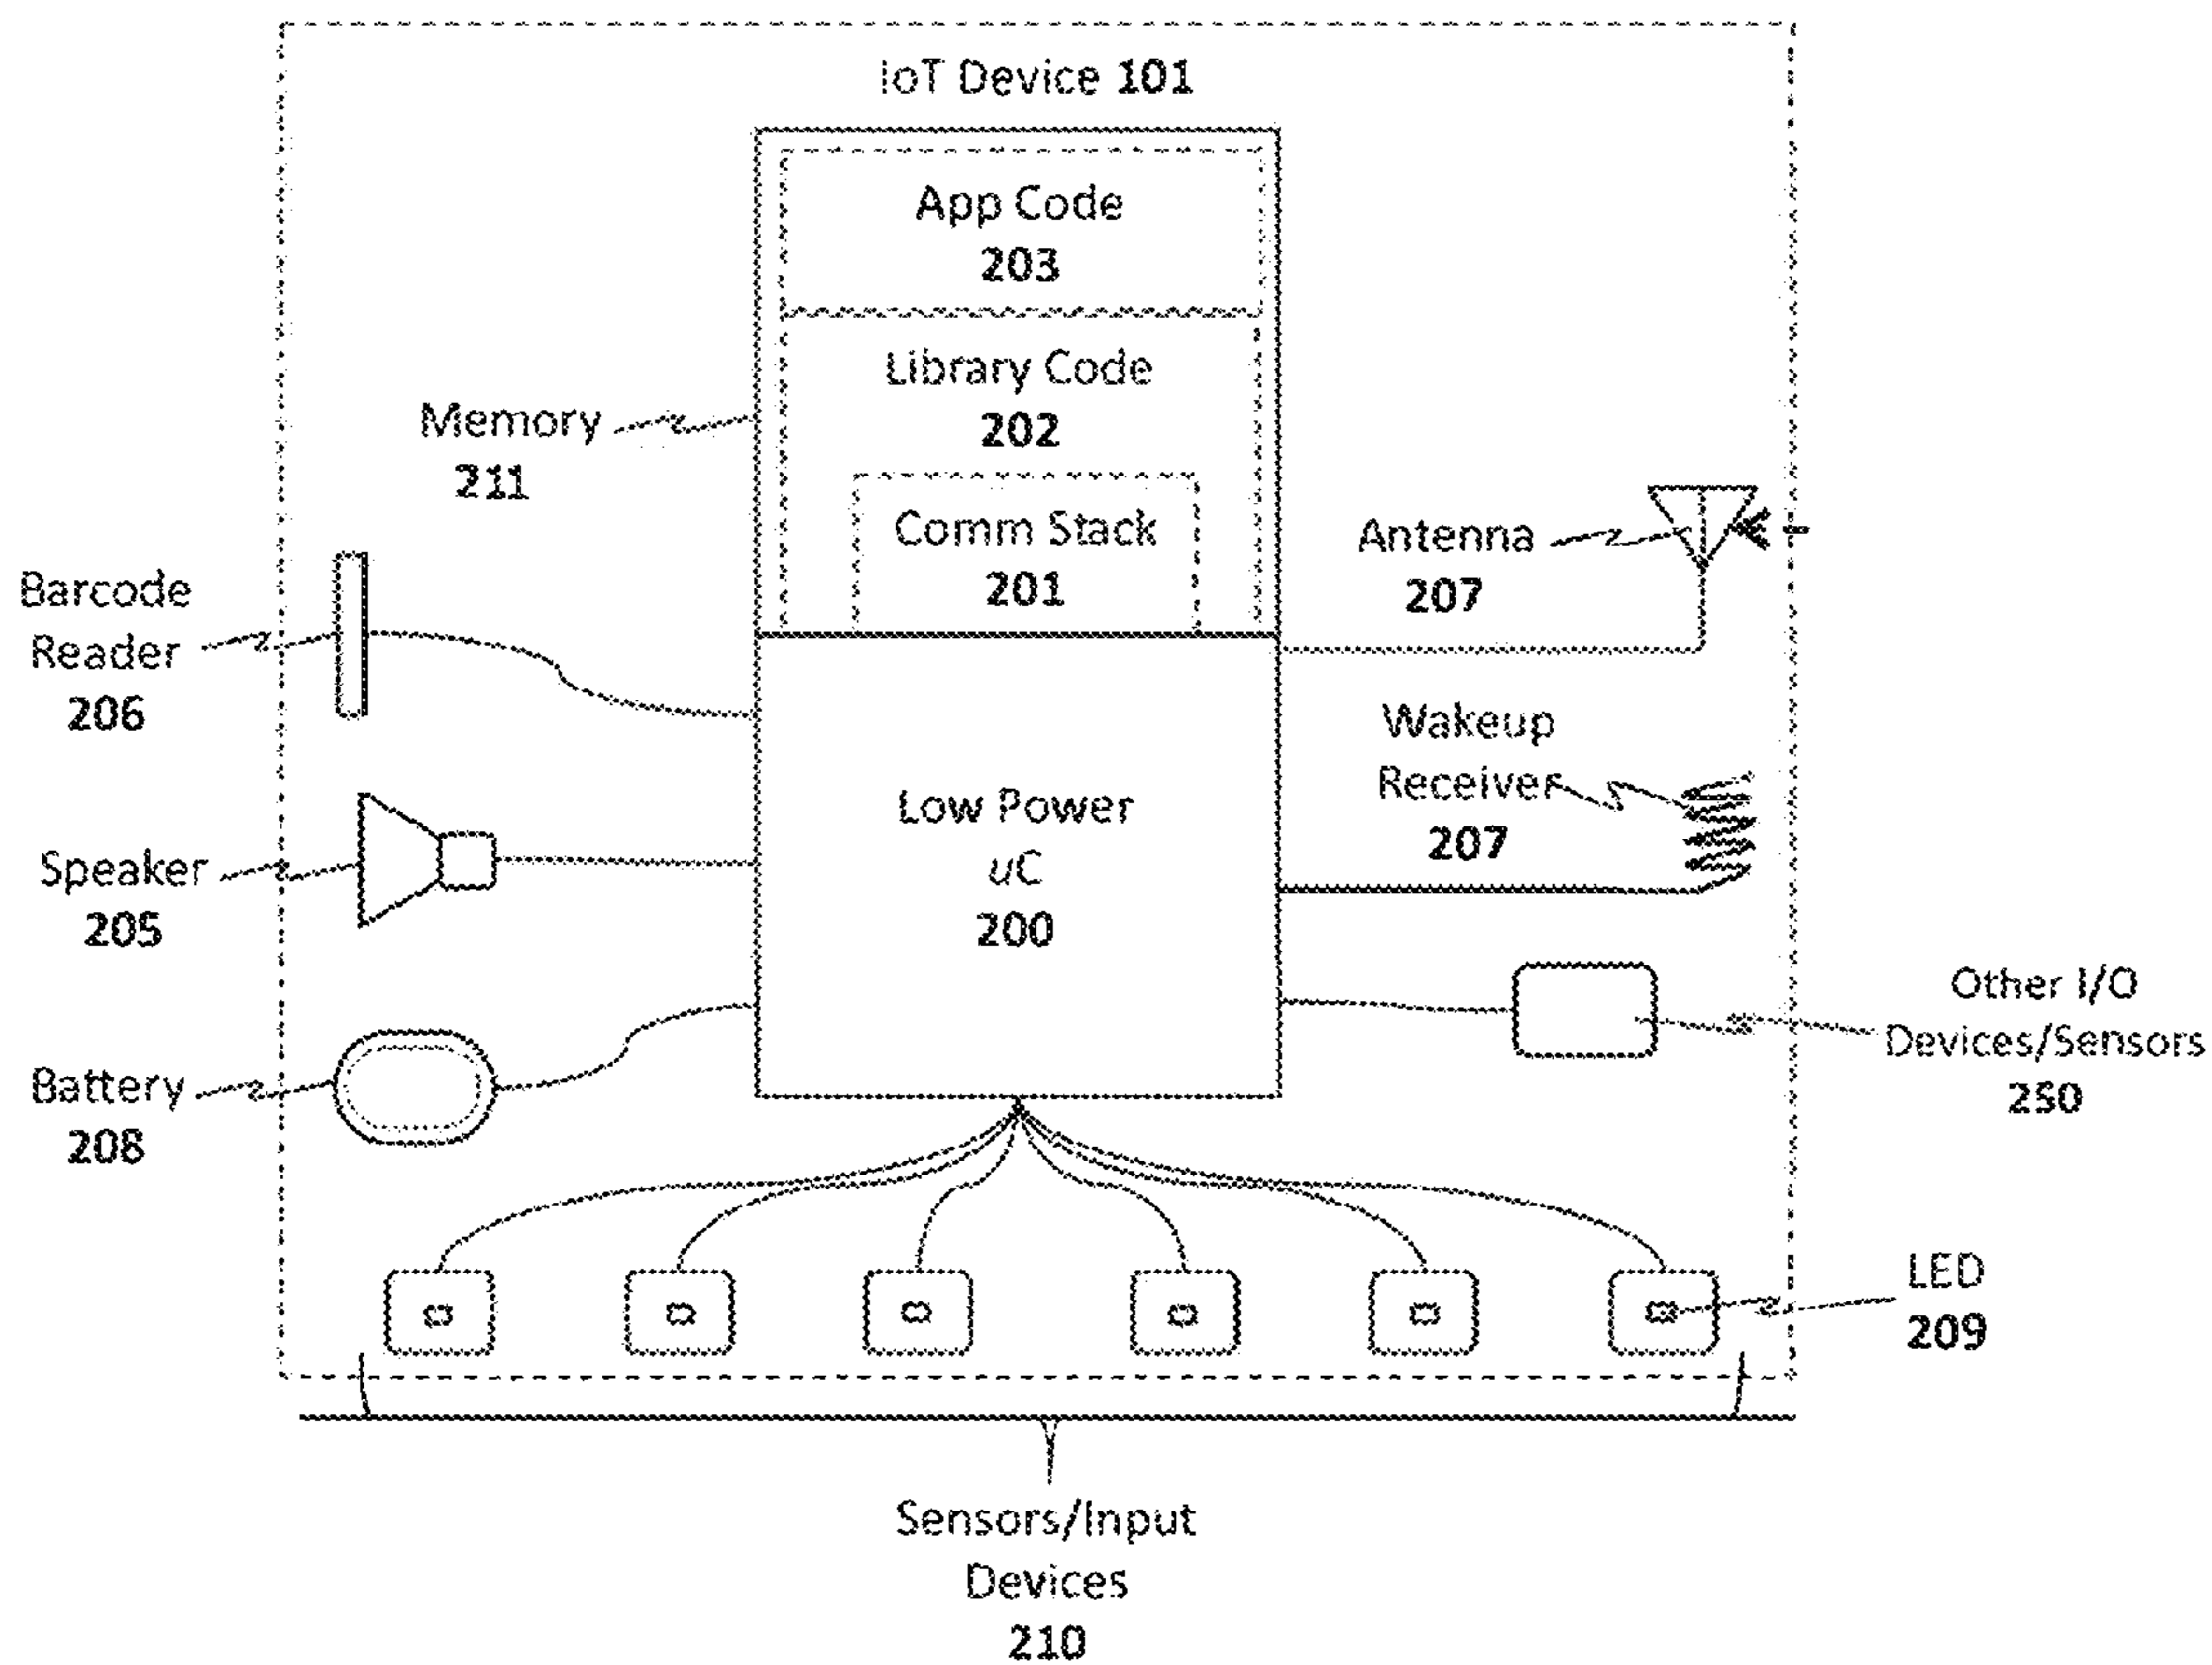 IoT Device 101
App Code
203
Library Code
202
Memory
211
Comm Stack
201
Antenna
207
Barcode
Reader
206
Wakeup
Receiver
207
Low Power
uC
200
Speaker
205
Other I/O
Devices/Sensors
250
Battery
208
LED
209
Sensors/Input
Devices
210